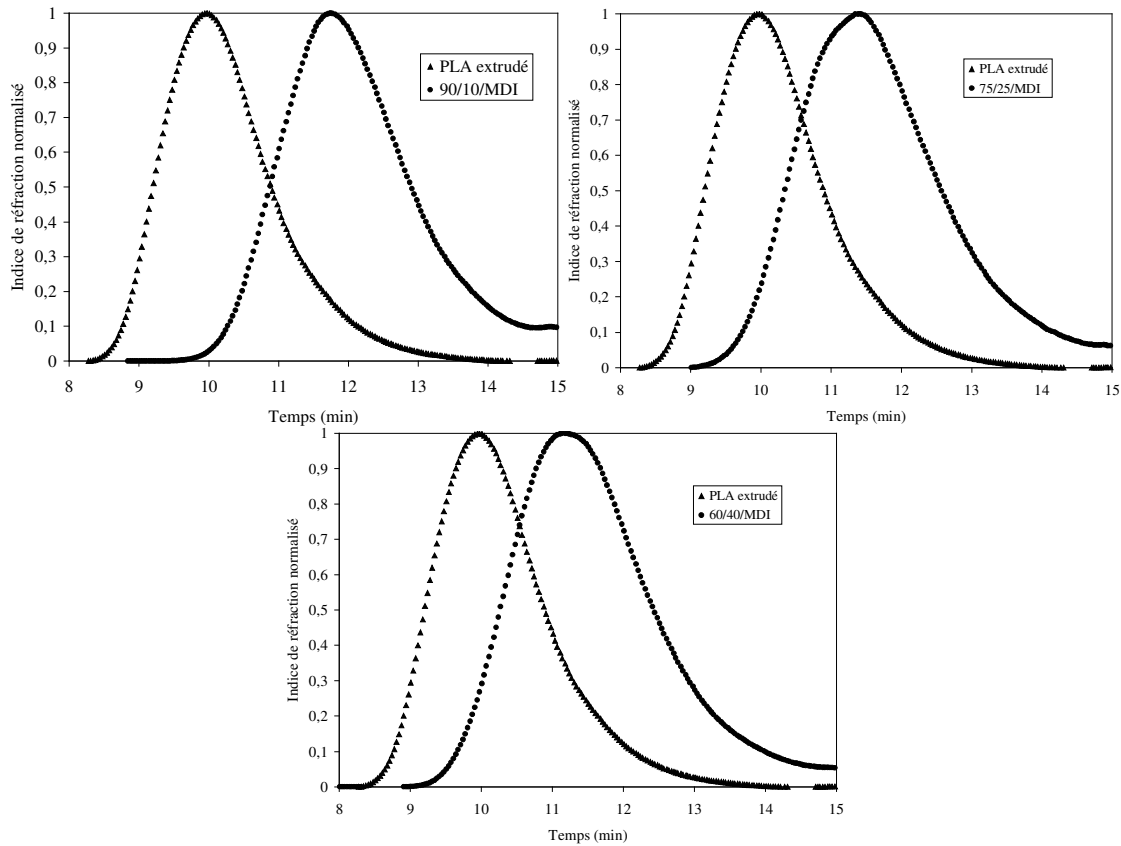 Indice de réfraction normalisé
1
0,9
0,8
0,7
0,6
0,5
0,4
0,3
0,2
0,1
0
8 9 10 11 12 13 14 15
Temps (min)
PLA extrudé
90/10/MDI
Indice de réfraction normalisé
1
0,9
0,8
0,7
0,6
0,5
0,4
0,3
0,2
0,1
0
8 9 10 11 12 13 14 15
Temps (min)
PLA extrudé
75/25/MDI
Indice de réfraction normalisé
1
0,9
0,8
0,7
0,6
0,5
0,4
0,3
0,2
0,1
0
8 9 10 11 12 13 14 15
Temps (min)
PLA extrudé
60/40/MDI